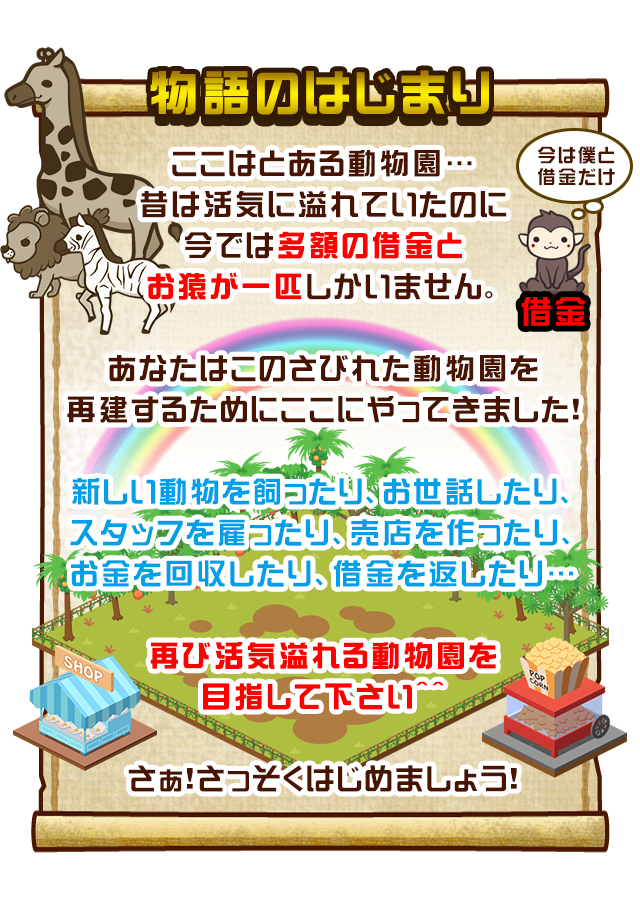 物語のはじまり
ここはとある動物園…
昔は活気に溢れていたのに
今では多額の借金と
お猿が一匹しかいません。
今は僕と
借金だけ
借金
あなたはこのさびれた動物園を
再建するためにここにやってきました!
新しい動物を飼ったり、お世話したり、
スタッフを雇ったり、売店を作ったり、
お金を回収したり、借金を返したり…
再び活気溢れる動物園を
目指して下さい^^
SHOP
POP
CORN
さぁ!さっそくはじめましょう!